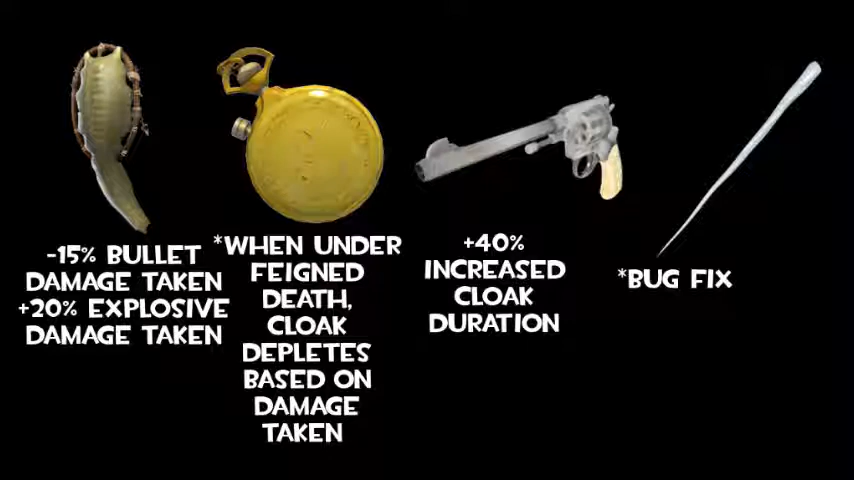 -15% BULLET
DAMAGE TAKEN
+20% EXPLOSIVE
DAMAGE TAKEN
*WHEN UNDER
FEIGNED
DEATH,
CLOAK
DEPLETES
BASED ON
DAMAGE
TAKEN
+40%
INCREASED
CLOAK
DURATION
*BUG FIX